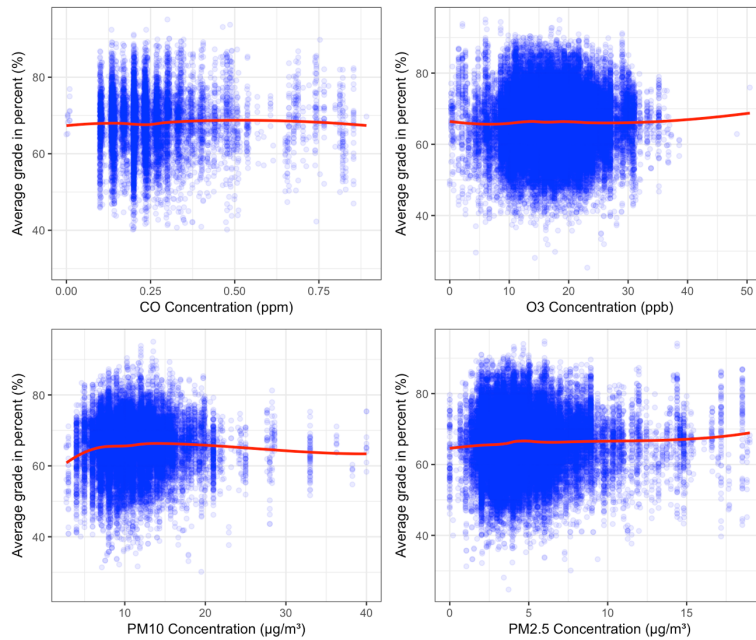 Average grade in percent (%)
80
60
40
0.00 0.25 0.50 0.75
CO Concentration (ppm)
Average grade in percent (%)
80
60
40
0 10 20 30 40 50
O3 Concentration (ppb)
Average grade in percent (%)
80
60
40
10 20 30 40
PM10 Concentration (µg/m³)
Average grade in percent (%)
80
60
40
0 5 10 15
PM2.5 Concentration (µg/m³)